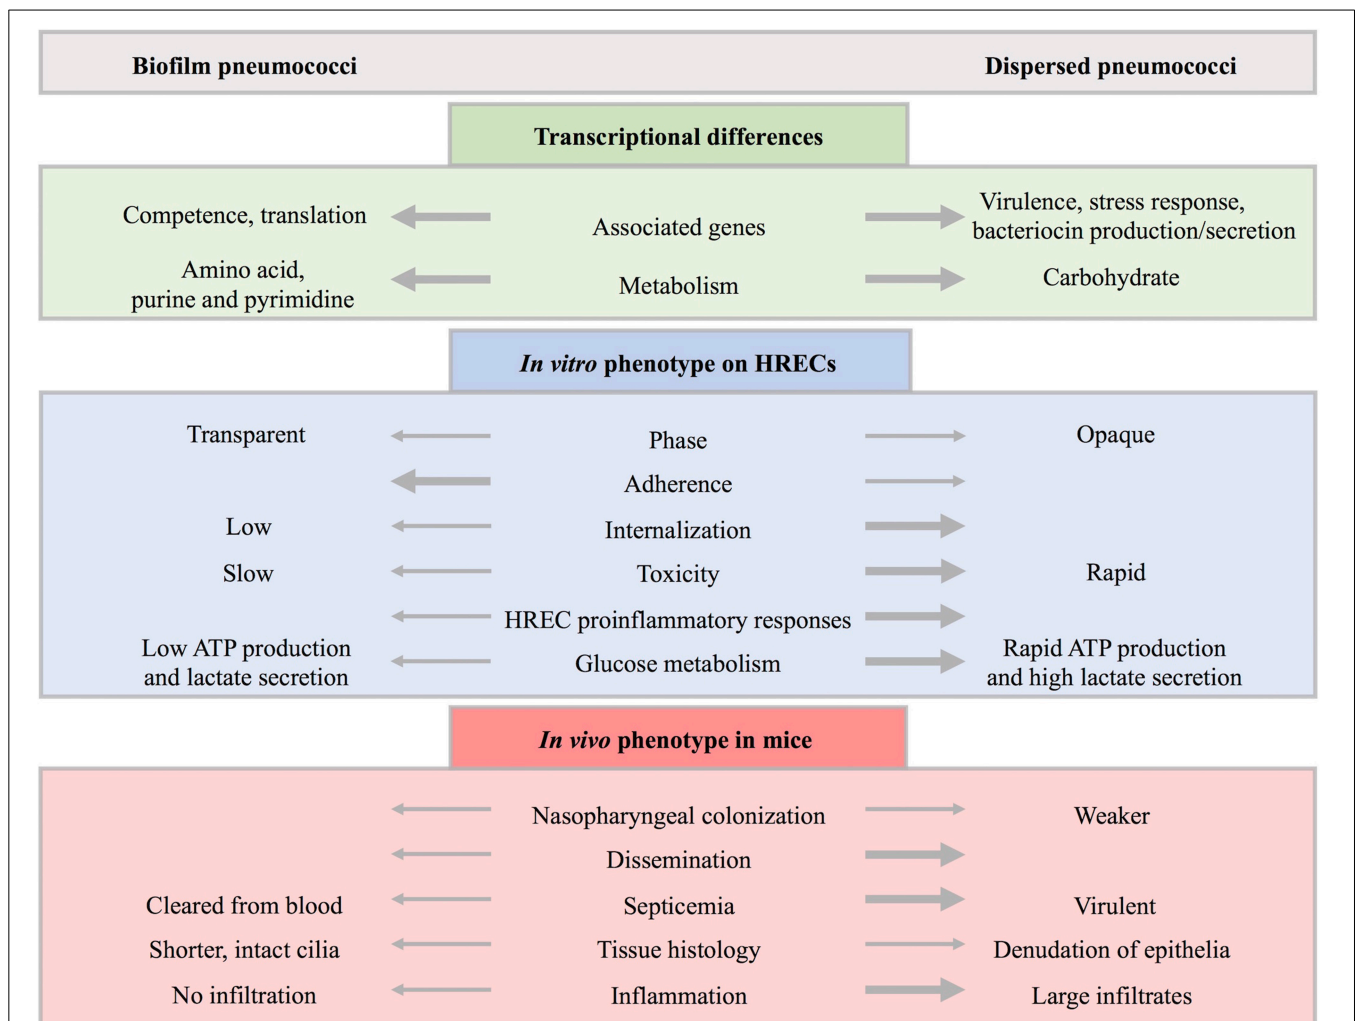 Biofilm pneumococci
Dispersed pneumococci
Transcriptional differences
Competence, translation
Associated genes
Virulence, stress response,
bacteriocin production/secretion
Amino acid,
purine and pyrimidine
Metabolism
Carbohydrate
In vitro phenotype on HRECs
Transparent
Phase
Opaque
Adherence
Low
Internalization
Slow
Toxicity
Rapid
HREC proinflammatory responses
Low ATP production
and lactate secretion
Glucose metabolism
Rapid ATP production
and high lactate secretion
In vivo phenotype in mice
Nasopharyngeal colonization
Weaker
Dissemination
Cleared from blood
Septicemia
Virulent
Shorter, intact cilia
Tissue histology
Denudation of epithelia
No infiltration
Inflammation
Large infiltrates